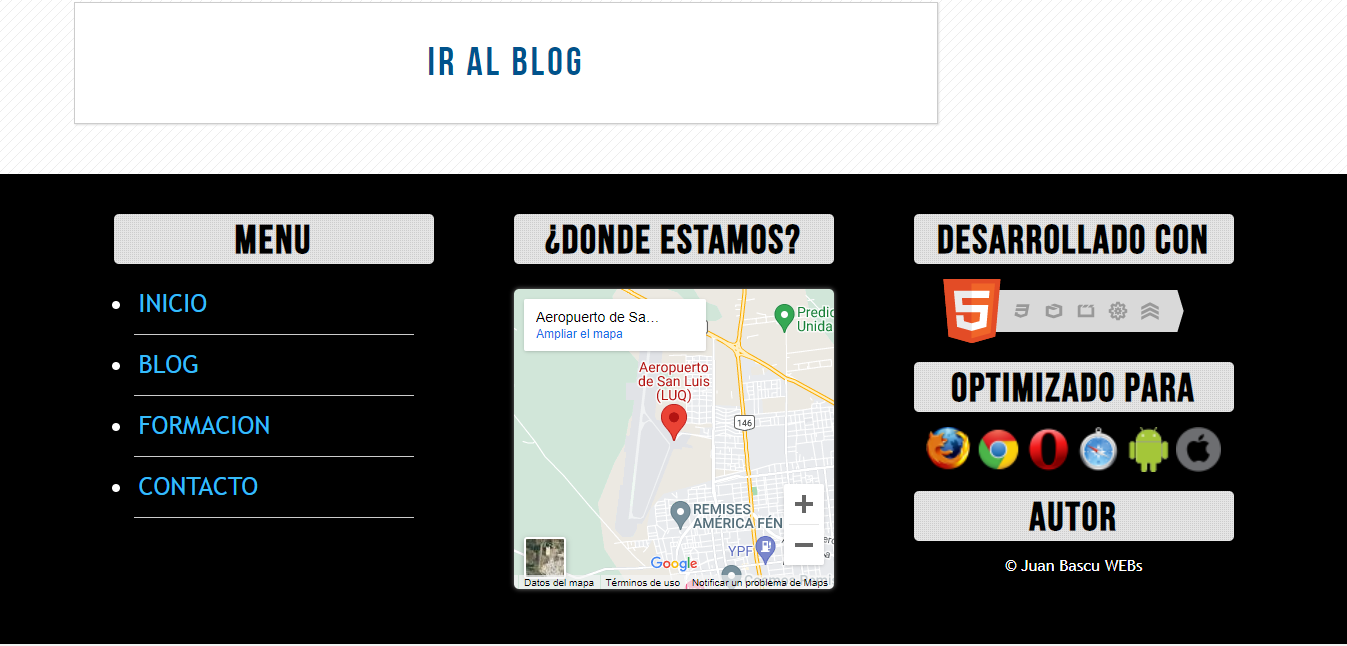 IR AL BLOG
MENU
INICIO
BLOG
FORMACION
CONTACTO
¿DONDE ESTAMOS?
Aeropuerto de Sa...
Ampliar el mapa
Predio
Unida
Aeropuerto
de San Luis
(LUQ)
146
REMISES
AMÉRICA FÉN
YPF
Google
Datos del mapa Términos de uso Notificar un problema de Maps
DESARROLLADO CON
5
OPTIMIZADO PARA
AUTOR
© Juan Bascu WEBs